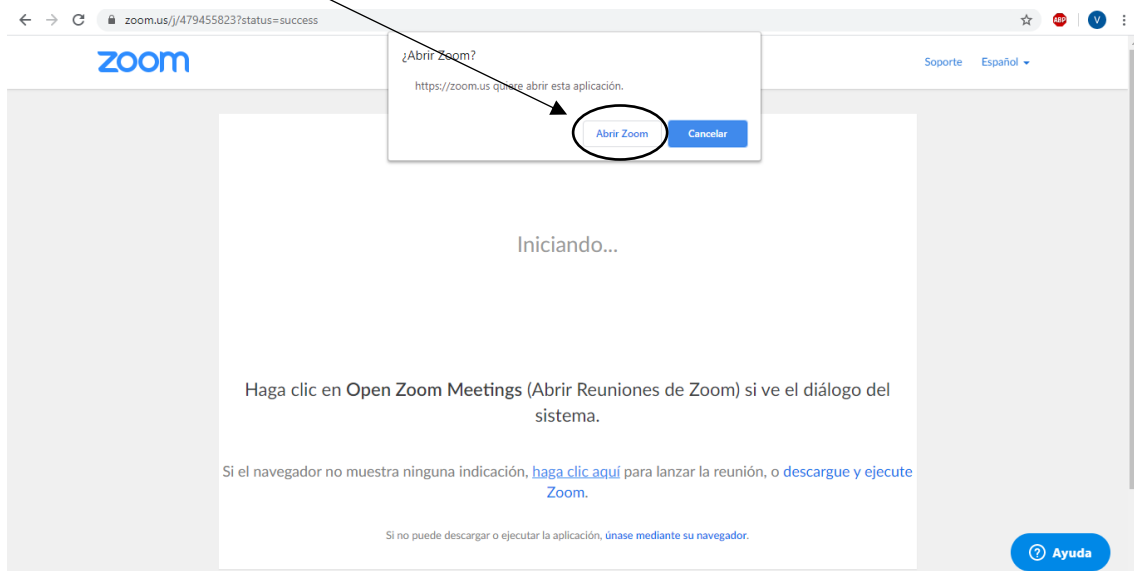 zoom.us/j/479455823?status=success
ABP
V
zoom
Soporte Español
¿Abrir Zoom?
https://zoom.us quiere abrir esta aplicación.
Abrir Zoom Cancelar
Iniciando...
Haga clic en Open Zoom Meetings (Abrir Reuniones de Zoom) si ve el diálogo del
sistema.
Si el navegador no muestra ninguna indicación, haga clic aquí para lanzar la reunión, o descargue y ejecute
Zoom.
Si no puede descargar o ejecutar la aplicación, únase mediante su navegador.
? Ayuda